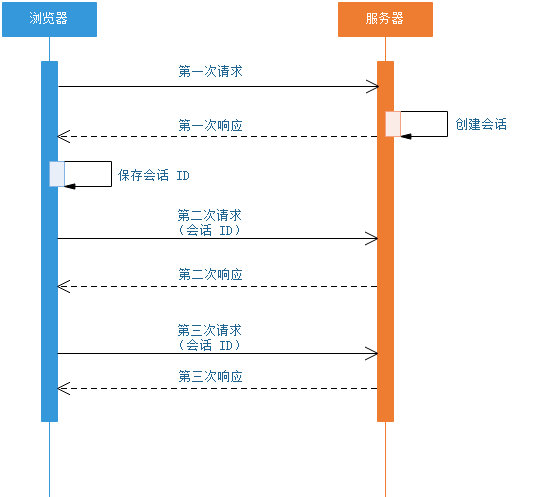 浏览器
服务器
第一次请求
第一次响应
创建会话
保存会话 ID
第二次请求
（会话 ID）
第二次响应
第三次请求
（会话 ID）
第三次响应